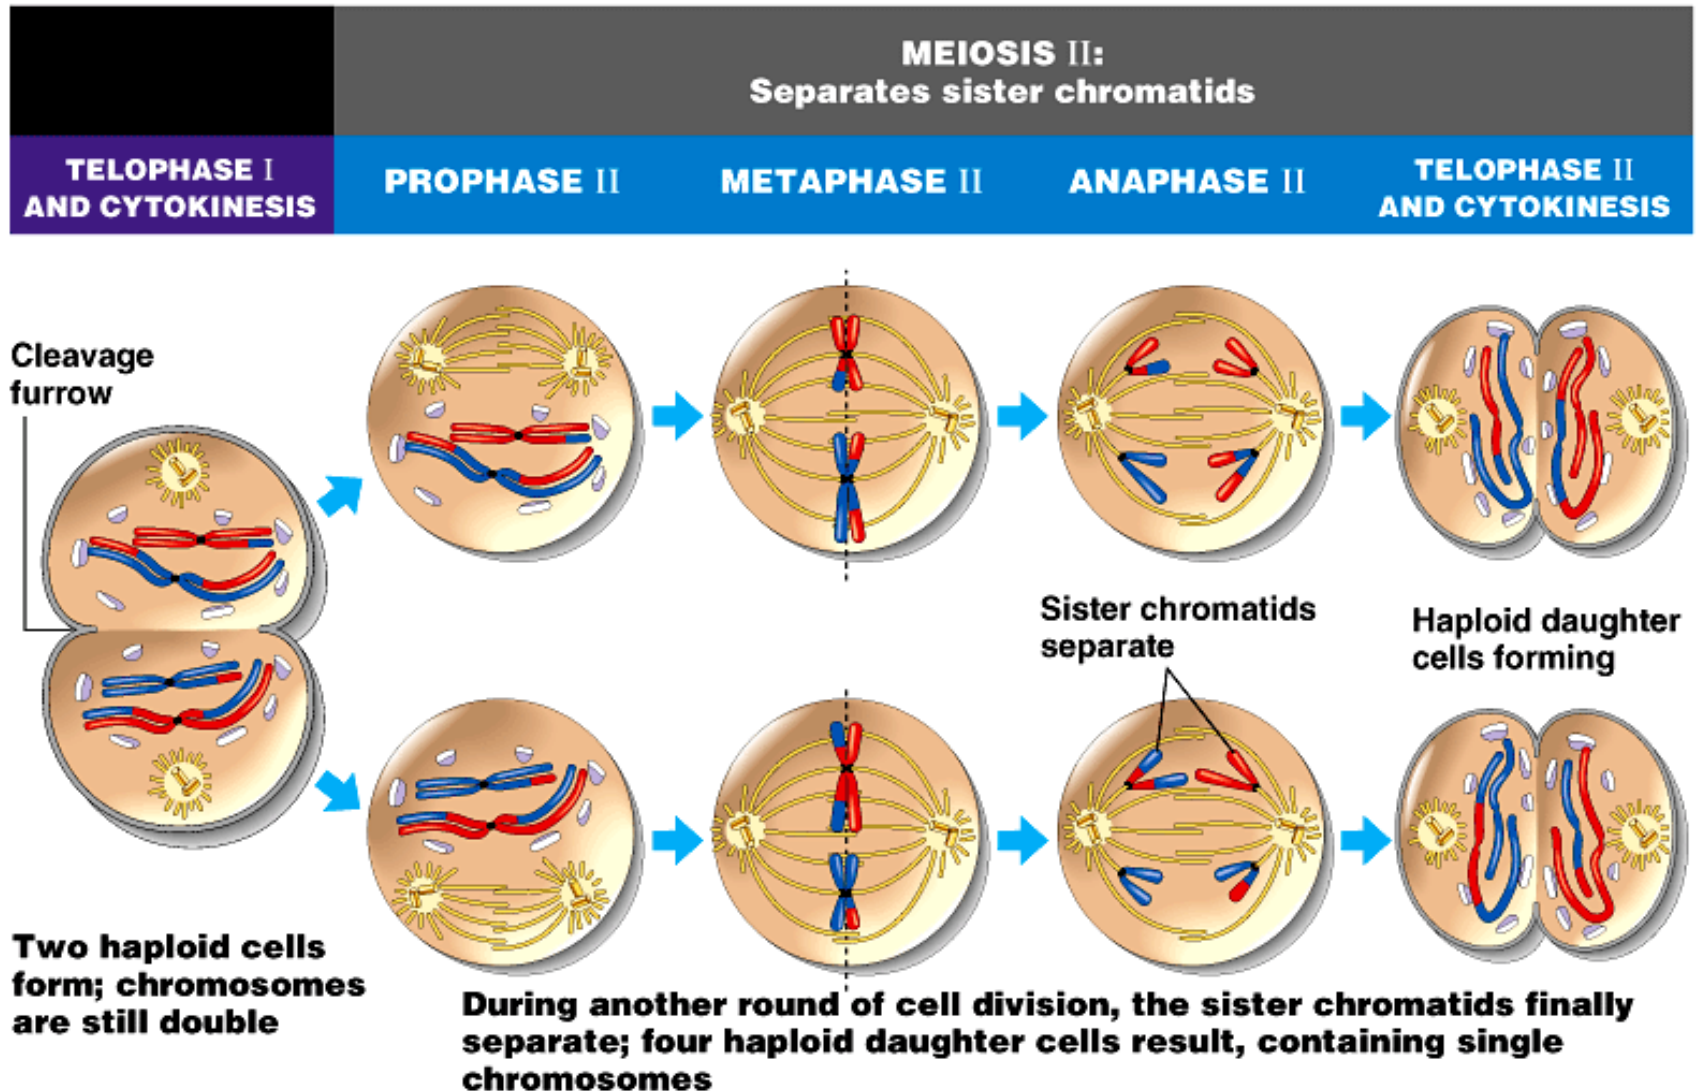 MEIOSIS II:
Separates sister chromatids
TELOPHASE I
AND CYTOKINESIS
PROPHASE II
METAPHASE II
ANAPHASE II
TELOPHASE II
AND CYTOKINESIS
Cleavage
furrow
Sister chromatids
separate
Haploid daughter
cells forming
Two haploid cells
form; chromosomes
are still double
During another round of cell division, the sister chromatids finally
separate; four haploid daughter cells result, containing single
chromosomes